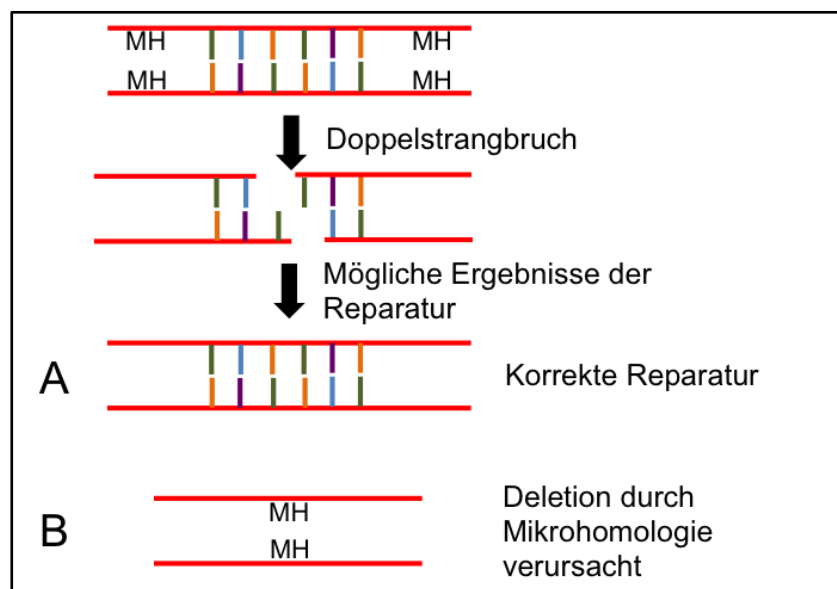 MH MH
MH MH
Doppelstrangbruch
Mögliche Ergebnisse der
Reparatur
A Korrekte Reparatur
B
MH
MH
Deletion durch
Mikrohomologie
verursacht